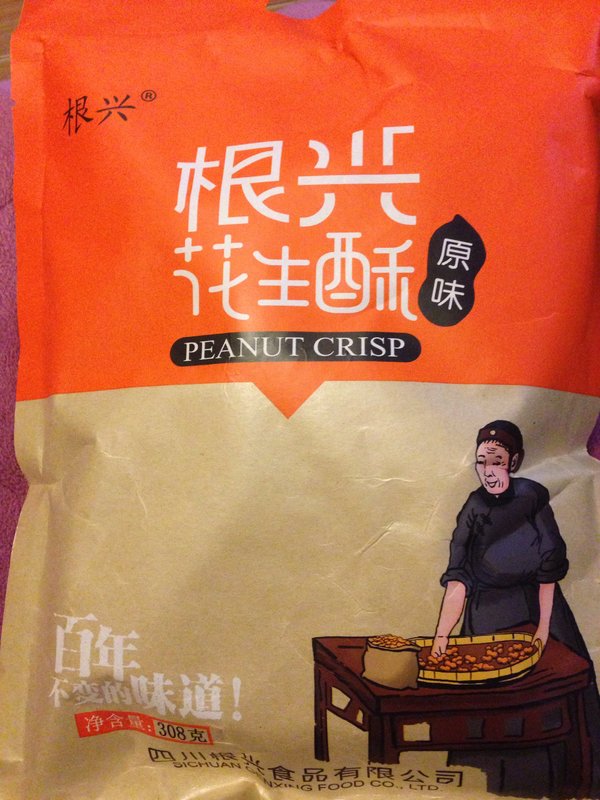 根兴®
根兴
花生酥
原味
PEANUT CRISP
百年
不变的味道!
净含量: 308克
四川根兴食品有限公司
SICHUAN GENXING FOOD CO., LTD.